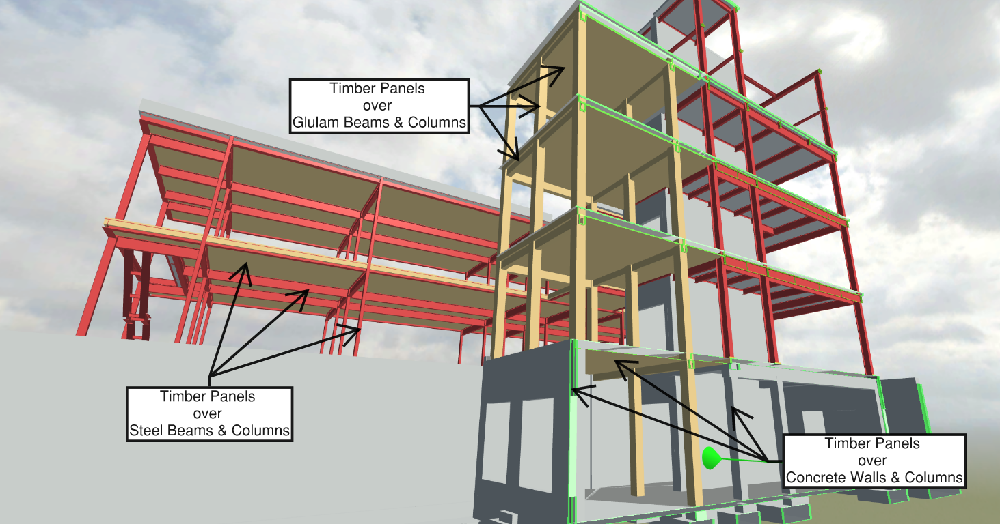 Timber Panels
over
Glulam Beams & Columns
Timber Panels
over
Steel Beams & Columns
Timber Panels
over
Concrete Walls & Columns